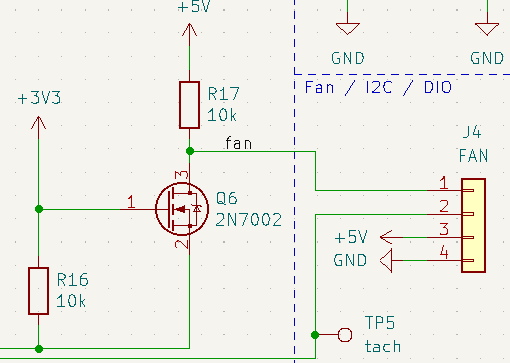 +5V
GND
GND
Fan / I2C / DIO
R17
10k
+3V3
fan
J4
FAN
3
1
Q6
2N7002
2
1
2
3
4
+5V
GND
R16
10k
TP5
tach